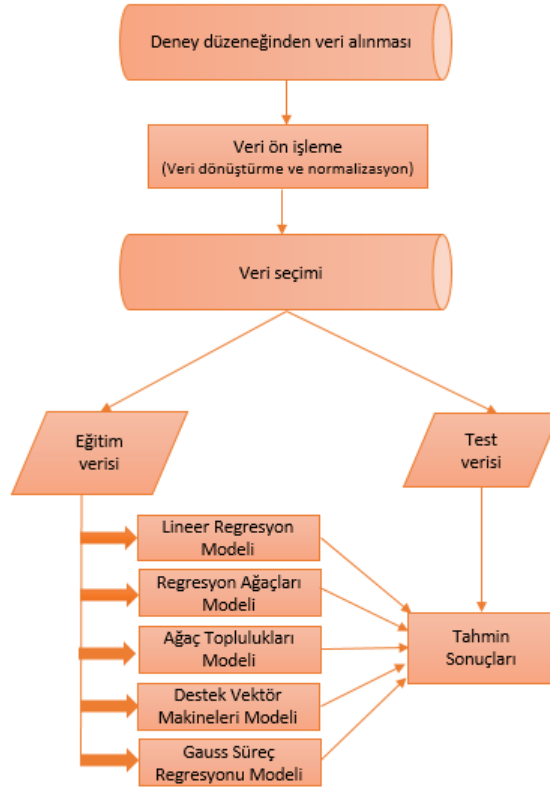 Deney düzeneğinden veri alınması
Veri ön işleme
(Veri dönüştürme ve normalizasyon)
Veri seçimi
Eğitim
verisi
Test
verisi
Lineer Regresyon
Modeli
Regresyon Ağaçları
Modeli
Ağaç Toplulukları
Modeli
Destek Vektör
Makineleri Modeli
Gauss Süreç
Regresyonu Modeli
Tahmin
Sonuçları